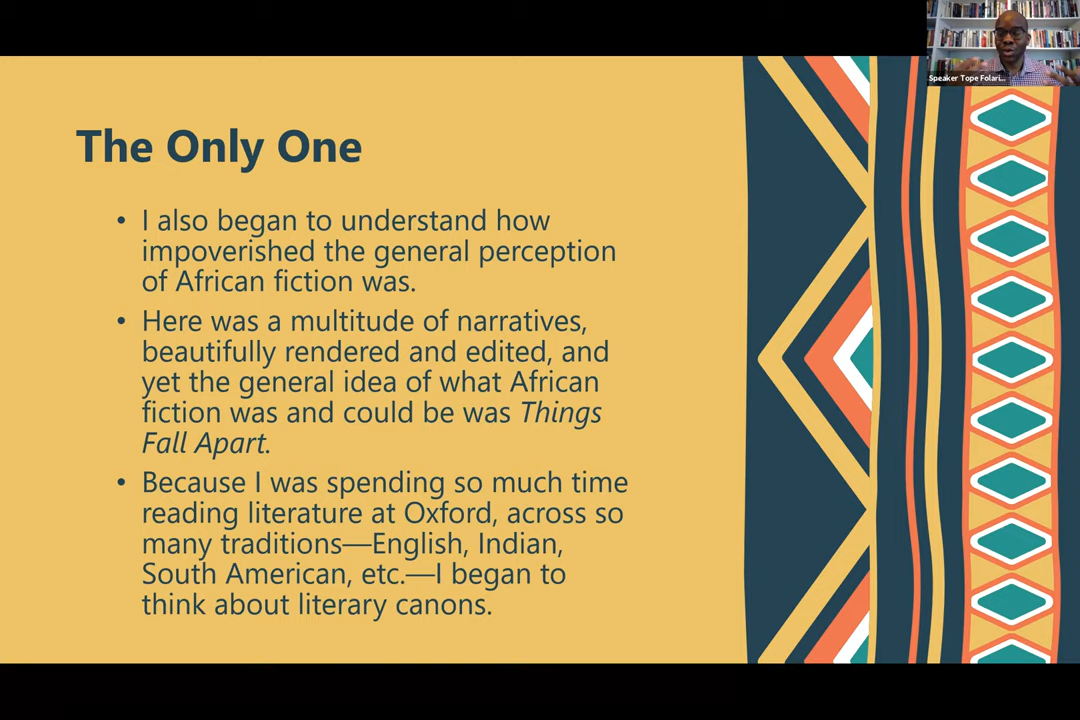 Speaker Tope Folari...
The Only One
• I also began to understand how
impoverished the general perception
of African fiction was.
• Here was a multitude of narratives,
beautifully rendered and edited, and
yet the general idea of what African
fiction was and could be was Things
Fall Apart.
• Because I was spending so much time
reading literature at Oxford, across so
many traditions—English, Indian,
South American, etc.—I began to
think about literary canons.